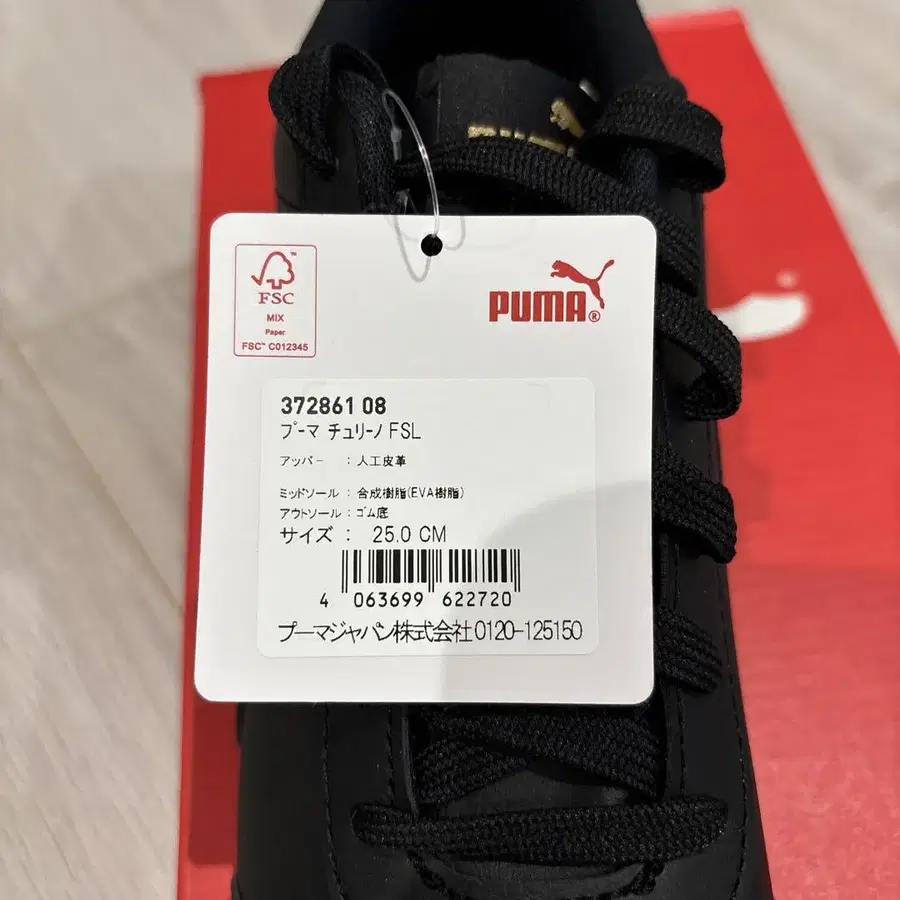 FSC
MIX
Paper
FSC™ C012345
PUMA®
372861 08
プーマ チュリーノ FSL
アッパー : 人工皮革
ミッドソール : 合成樹脂(EVA樹脂)
アウトソール : ゴム底
サイズ : 25.0 CM
4 063699 622720
プーマジャパン株式会社 0120-125150